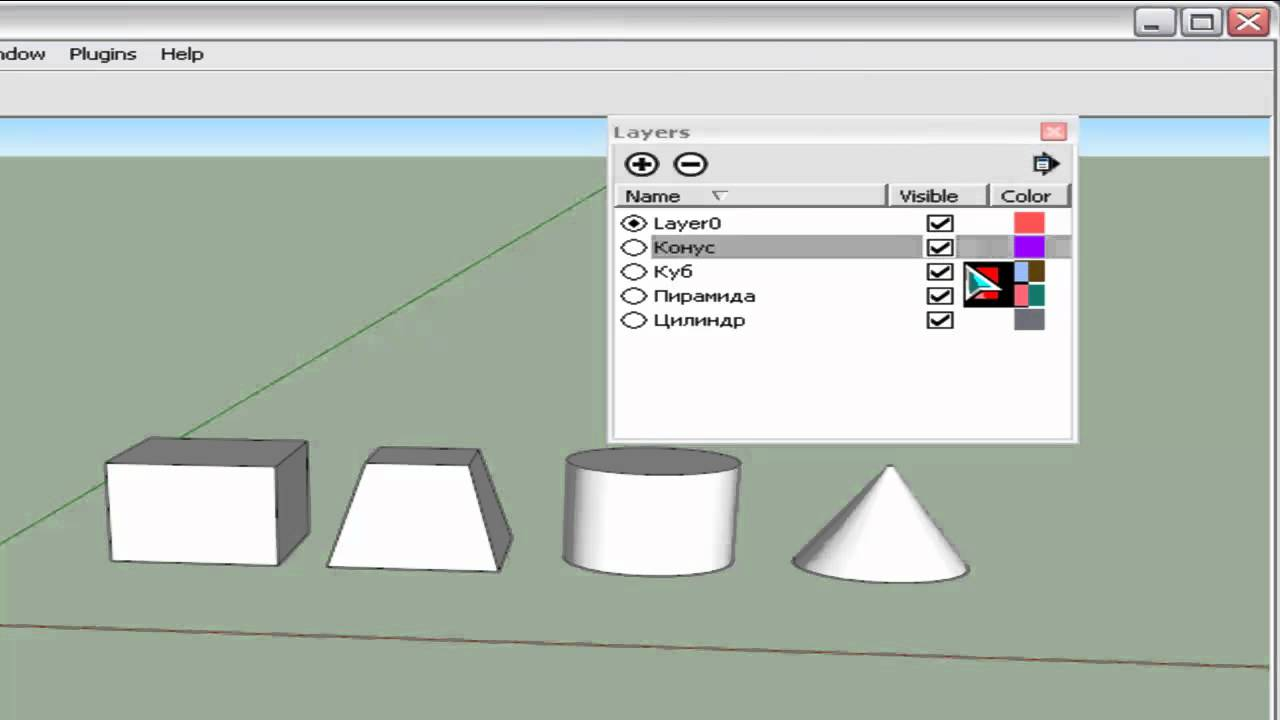 ndow Plugins Help
Layers
Name Visible Color
Layer0
Конус
Куб
Пирамида
Цилиндр